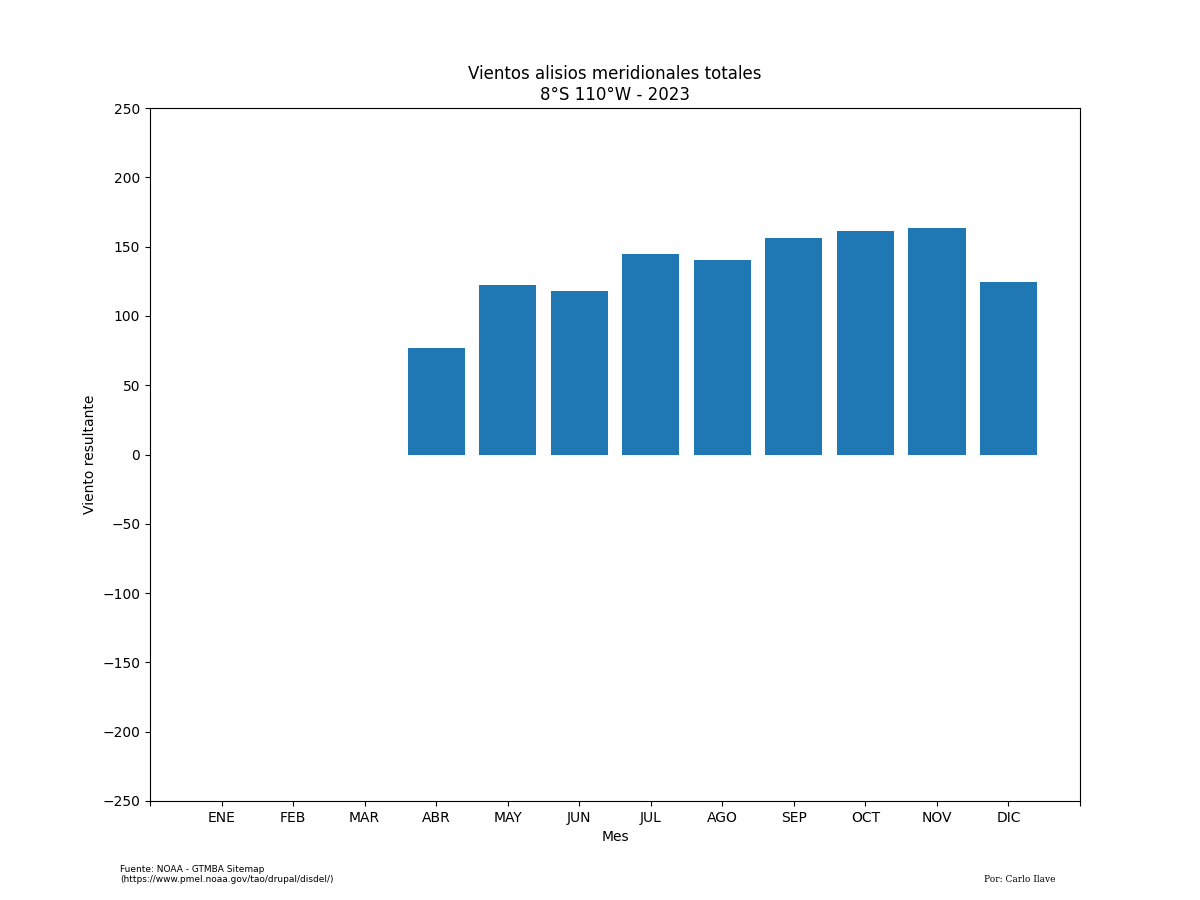 Vientos alisios meridionales totales
8°S 110°W - 2023
250
200
150
100
50
0
−50
−100
−150
−200
−250
Viento resultante
ENE FEB MAR ABR MAY JUN JUL AGO SEP OCT NOV DIC
Mes
Fuente: NOAA - GTMBA Sitemap
(https://www.pmel.noaa.gov/tao/drupal/disdel/)
Por: Carlo Ilave